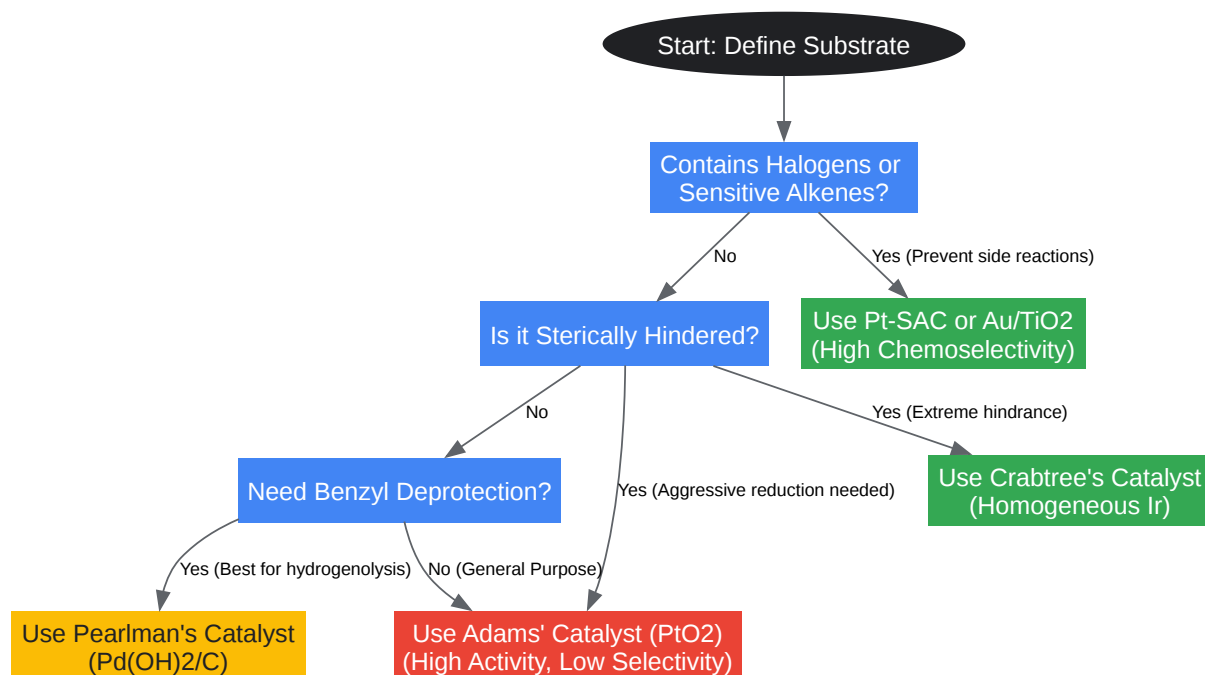 Start: Define Substrate
Contains Halogens or
Sensitive Alkenes?
No
Yes (Prevent side reactions)
Is it Sterically Hindered?
Use Pt-SAC or Au/TiO2
(High Chemoselectivity)
No
Yes (Extreme hindrance)
Need Benzyl Deprotection?
Yes (Aggressive reduction needed)
Use Crabtree's Catalyst
(Homogeneous Ir)
Yes (Best for hydrogenolysis)
No (General Purpose)
Use Pearlman's Catalyst
(Pd(OH)2/C)
Use Adams' Catalyst (PtO2)
(High Activity, Low Selectivity)